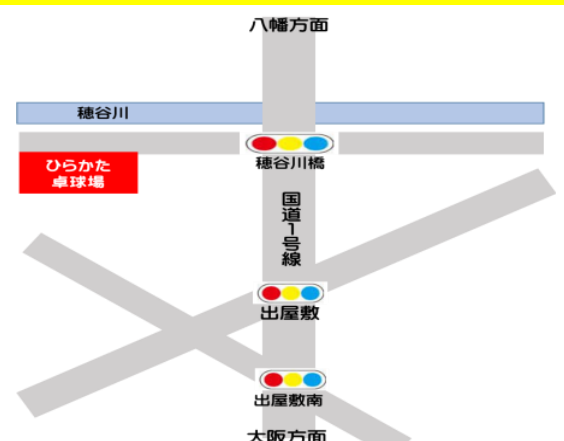 八幡方面
穂谷川
穂谷川橋
ひらかた
卓球場
国道1号線
出屋敷
出屋敷南
大阪方面